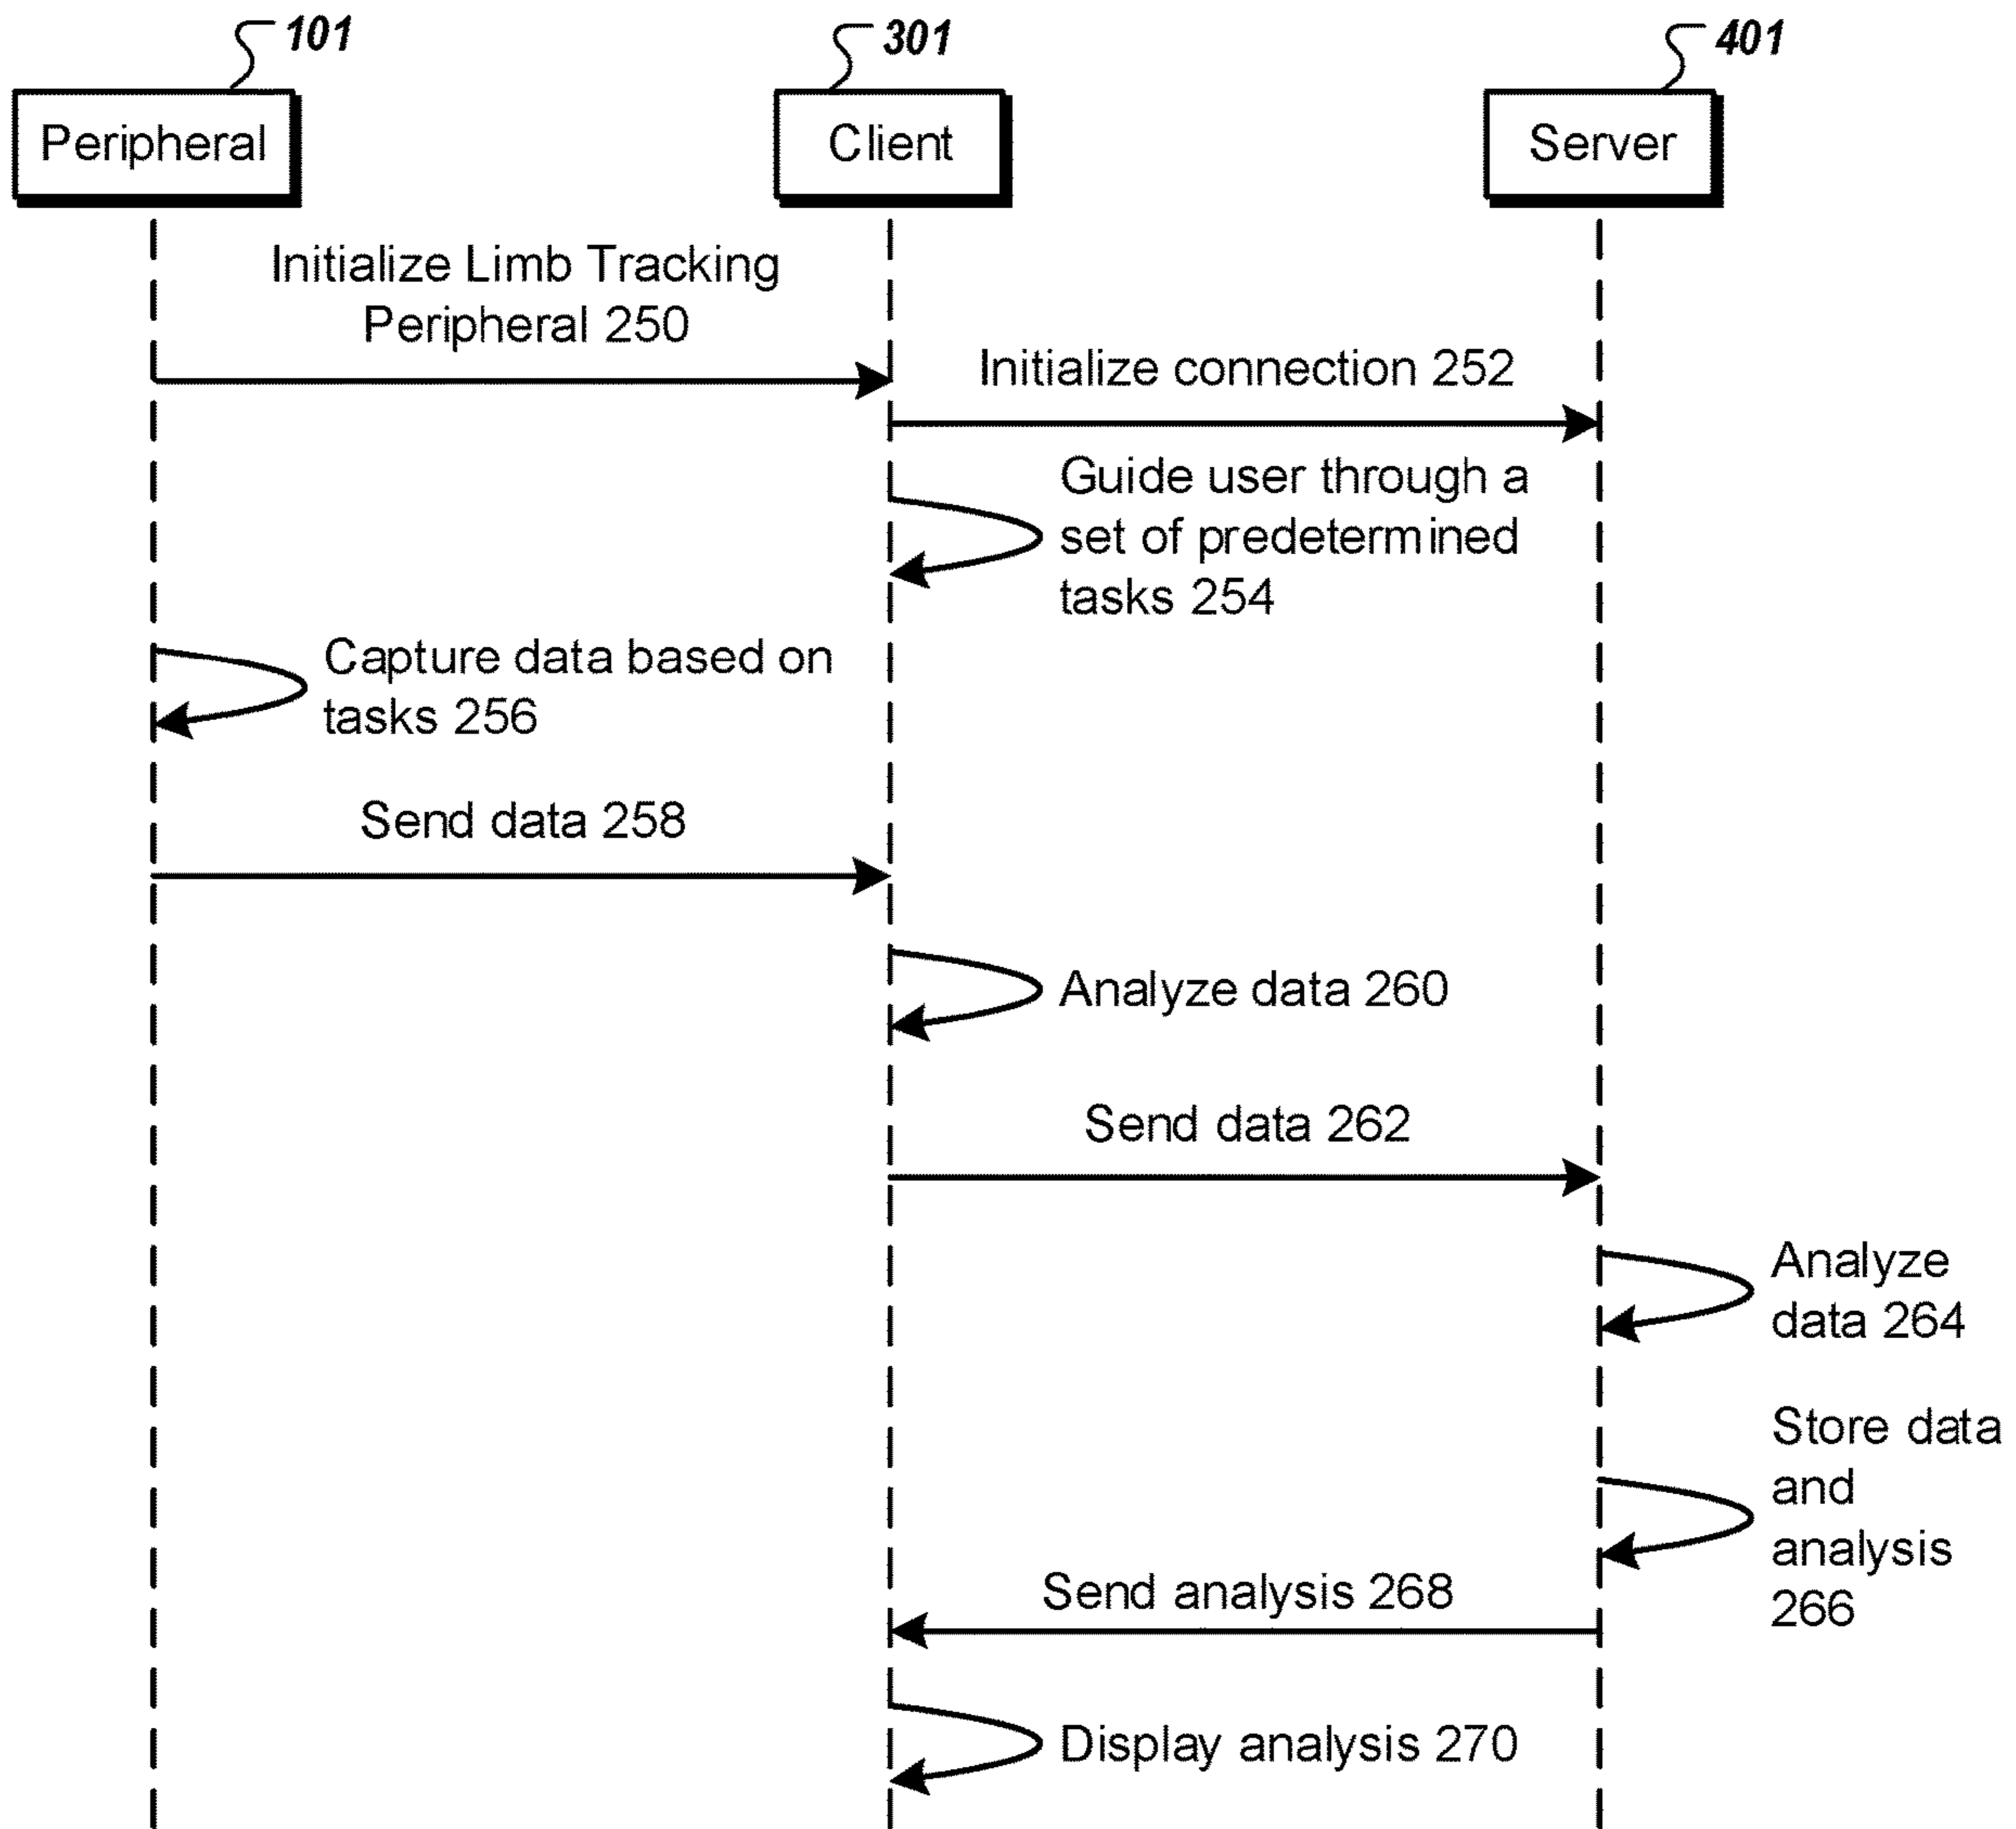 101
301
401
Peripheral
Client
Server
Initialize Limb Tracking
Peripheral 250
Initialize connection 252
Guide user through a
set of predetermined
tasks 254
Capture data based on
tasks 256
Send data 258
Analyze data 260
Send data 262
Analyze
data 264
Store data
and
analysis
266
Send analysis 268
Display analysis 270